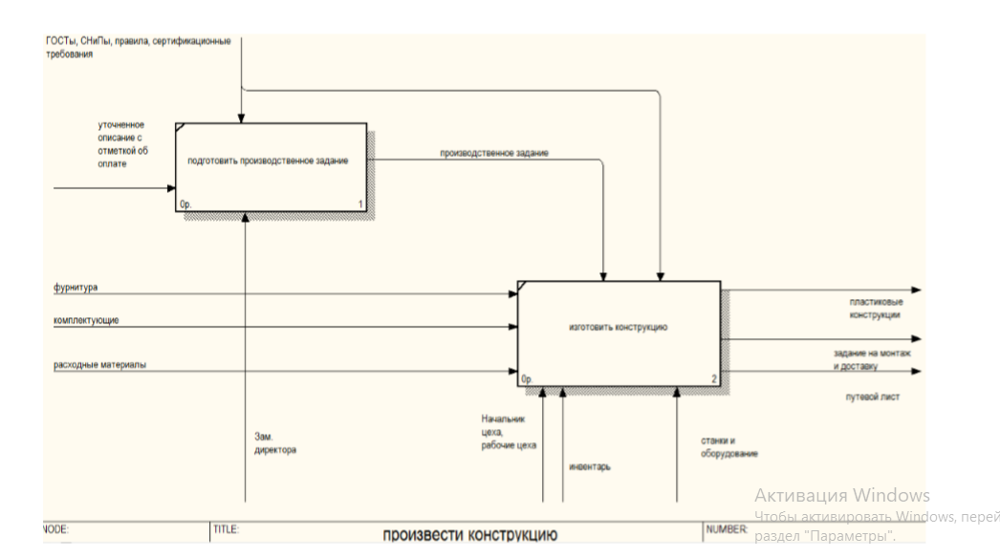 ГОСТы, СНиПы, правила, сертификационные
требования
уточненное
описание с
отметкой об
оплате
подготовить производственное задание
0р.
1
производственное задание
фурнитура
комплектующие
расходные материалы
изготовить конструкцию
0р.
2
пластиковые
конструкции
задание на монтаж
и доставку
путевой лист
Зам.
директора
Начальник
цеха,
рабочие цеха
инвентарь
станки и
оборудование
Активация Windows
Чтобы активировать Windows, перей
раздел "Параметры".
NODE:
TITLE:
произвести конструкцию
NUMBER: